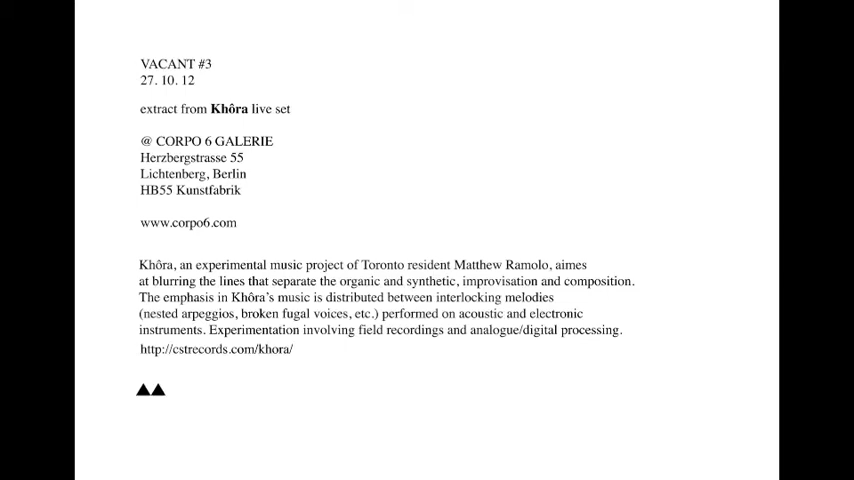 VACANT #3
27. 10. 12
extract from Khôra live set
@ CORPO 6 GALERIE
Herzbergstrasse 55
Lichtenberg, Berlin
HB55 Kunstfabrik
www.corpo6.com
Khôra, an experimental music project of Toronto resident Matthew Ramolo, aimes
at blurring the lines that separate the organic and synthetic, improvisation and composition.
The emphasis in Khôra's music is distributed between interlocking melodies
(nested arpeggios, broken fugal voices, etc.) performed on acoustic and electronic
instruments. Experimentation involving field recordings and analogue/digital processing.
http://cstrecords.com/khora/